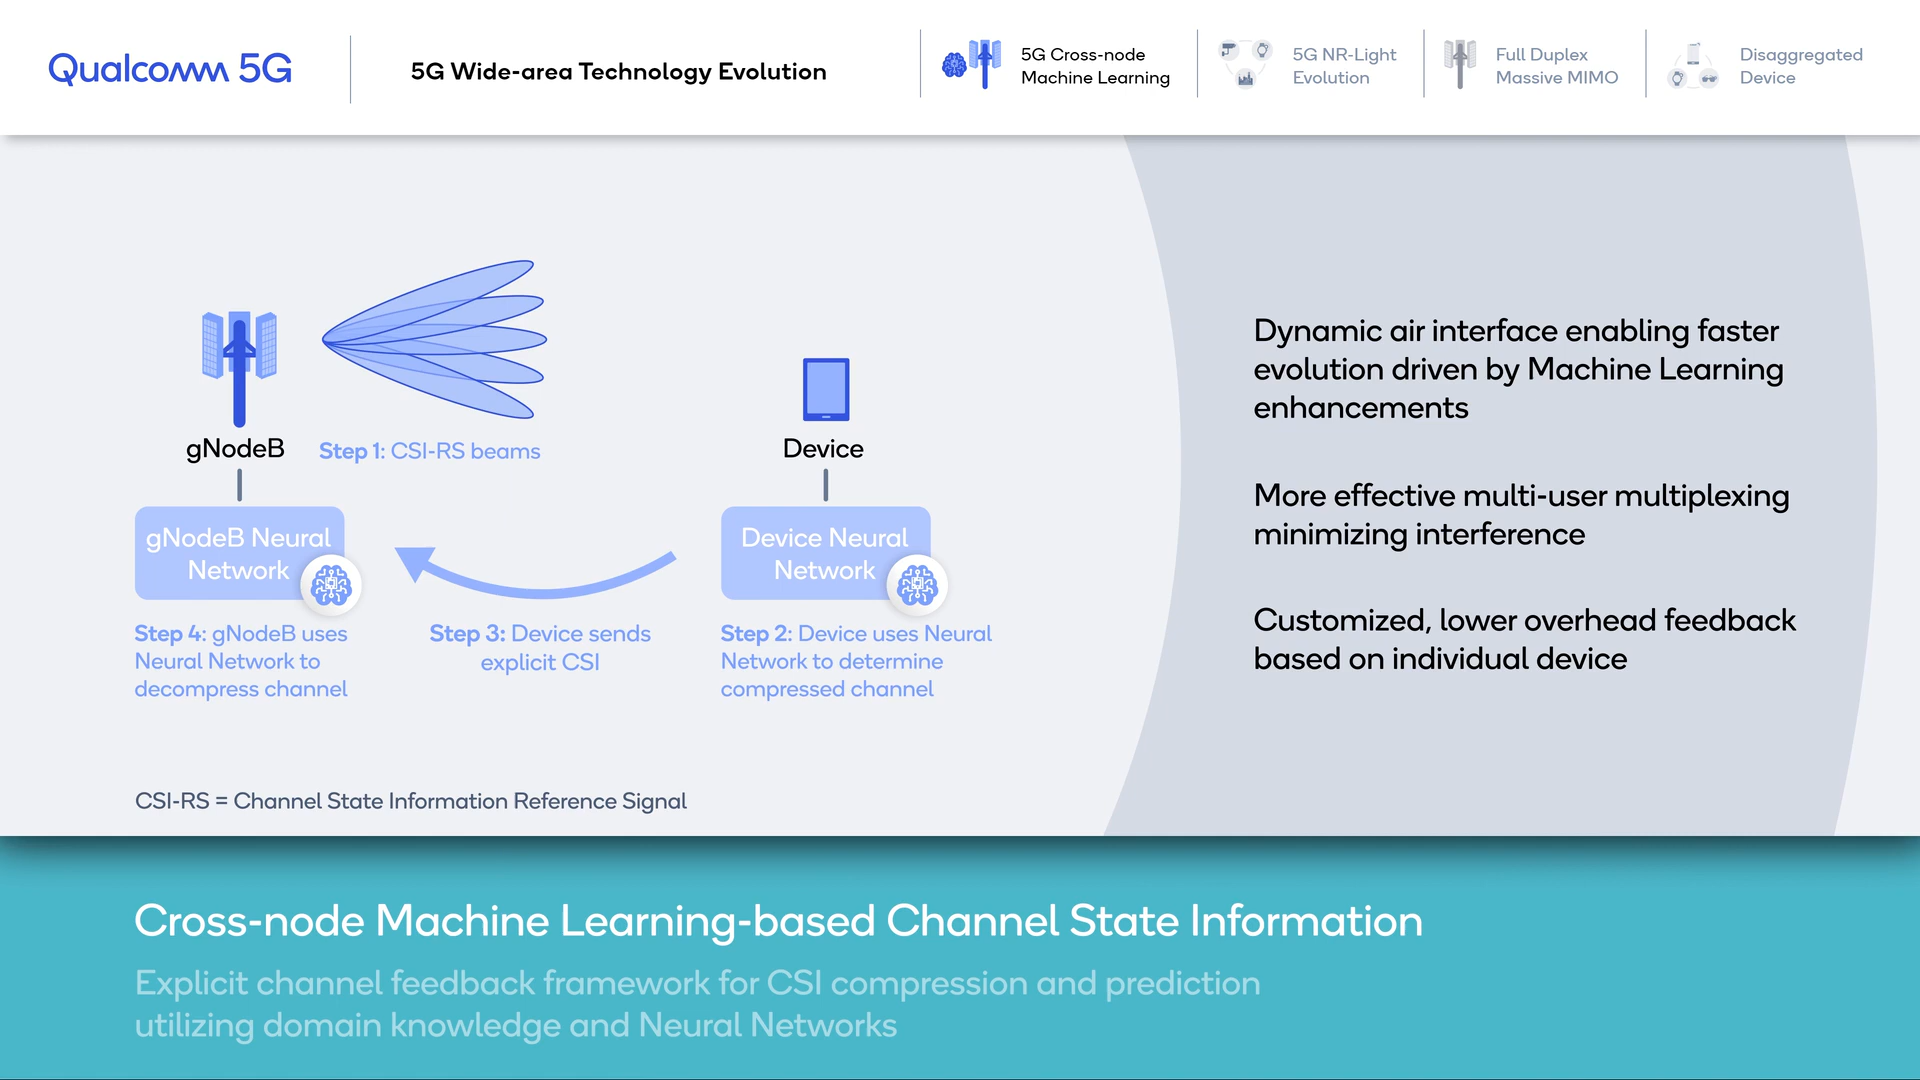 Qualcomm 5G
5G Wide-area Technology Evolution
5G Cross-node
Machine Learning
5G NR-Light
Evolution
Full Duplex
Massive MIMO
Disaggregated
Device
gNodeB
Step 1: CSI-RS beams
Device
gNodeB Neural
Network
Device Neural
Network
Step 4: gNodeB uses
Neural Network to
decompress channel
Step 3: Device sends
explicit CSI
Step 2: Device uses Neural
Network to determine
compressed channel
CSI-RS = Channel State Information Reference Signal
Dynamic air interface enabling faster
evolution driven by Machine Learning
enhancements
More effective multi-user multiplexing
minimizing interference
Customized, lower overhead feedback
based on individual device
Cross-node Machine Learning-based Channel State Information
Explicit channel feedback framework for CSI compression and prediction
utilizing domain knowledge and Neural Networks